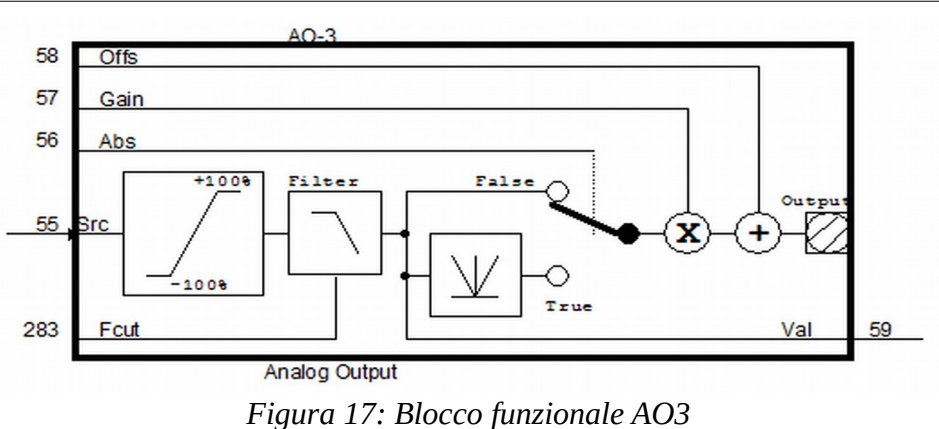 AO-3
58 Offs
57 Gain
56 Abs
+100% Filter False
Output
55 Src X +
-100%
True
283 Fcut Val 59
Analog Output
Figura 17: Blocco funzionale AO3